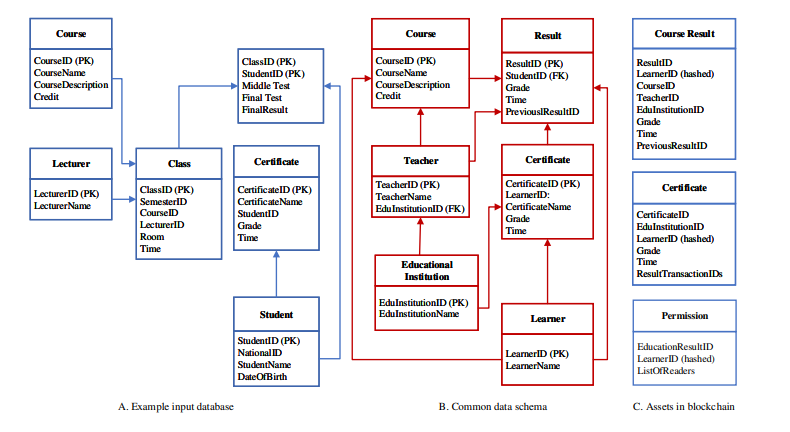 Course
CourseID (PK)
CourseName
CourseDescription
Credit
ClassID (PK)
StudentID (PK)
Middle Test
Final Test
FinalResult
Lecturer
LecturerID (PK)
LecturerName
Class
ClassID (PK)
SemesterID
CourseID
LecturerID
Room
Time
Certificate
CertificateID (PK)
CertificateName
StudentID
Grade
Time
Student
StudentID (PK)
NationalID
StudentName
DateOfBirth
A. Example input database
Course
CourseID (PK)
CourseName
CourseDescription
Credit
Result
ResultID (PK)
StudentID (FK)
Grade
Time
PreviouslResultID
Teacher
TeacherID (PK)
TeacherName
EduInstitutionID (FK)
Certificate
CertificateID (PK)
LearnerID:
CertificateName
Grade
Time
Educational
Institution
EduInstitutionID (PK)
EduInstitutionName
Learner
LearnerID (PK)
LearnerName
B. Common data schema
Course Result
ResultID
LearnerID (hashed)
CourseID
TeacherID
EduInstitutionID
Grade
Time
PreviousResultID
Certificate
CertificateID
EduInstitutionID
LearnerID (hashed)
Grade
Time
ResultTransactionIDs
Permission
EducationResultID
LearnerID (hashed)
ListOfReaders
C. Assets in blockchain